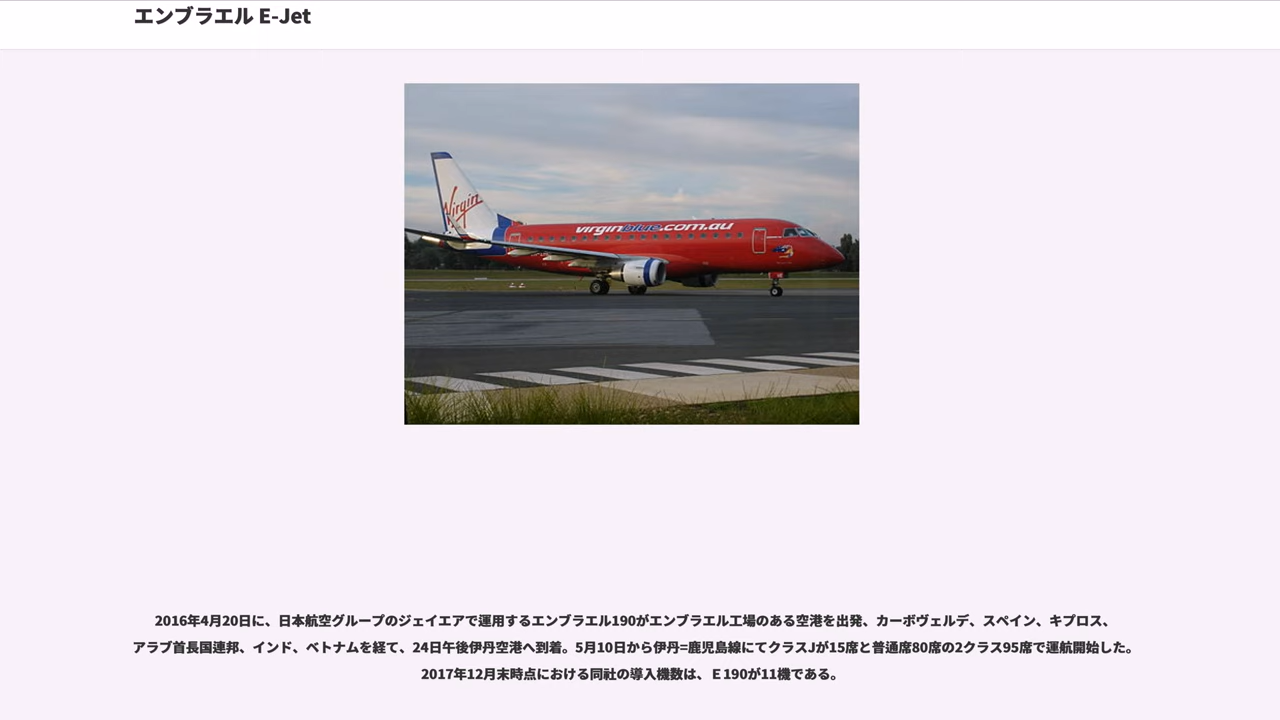 エンブラエル E-Jet
Virgin
virginblue.com.au
2016年4月20日に、日本航空グループのジェイエアで運用するエンブラエル190がエンブラエル工場のある空港を出発、カーボヴェルデ、スペイン、キプロス、
アラブ首長国連邦、インド、ベトナムを経て、24日午後伊丹空港へ到着。5月10日から伊丹=鹿児島線にてクラスJが15席と普通席80席の2クラス95席で運航開始した。
2017年12月末時点における同社の導入機数は、Ｅ190が11機である。